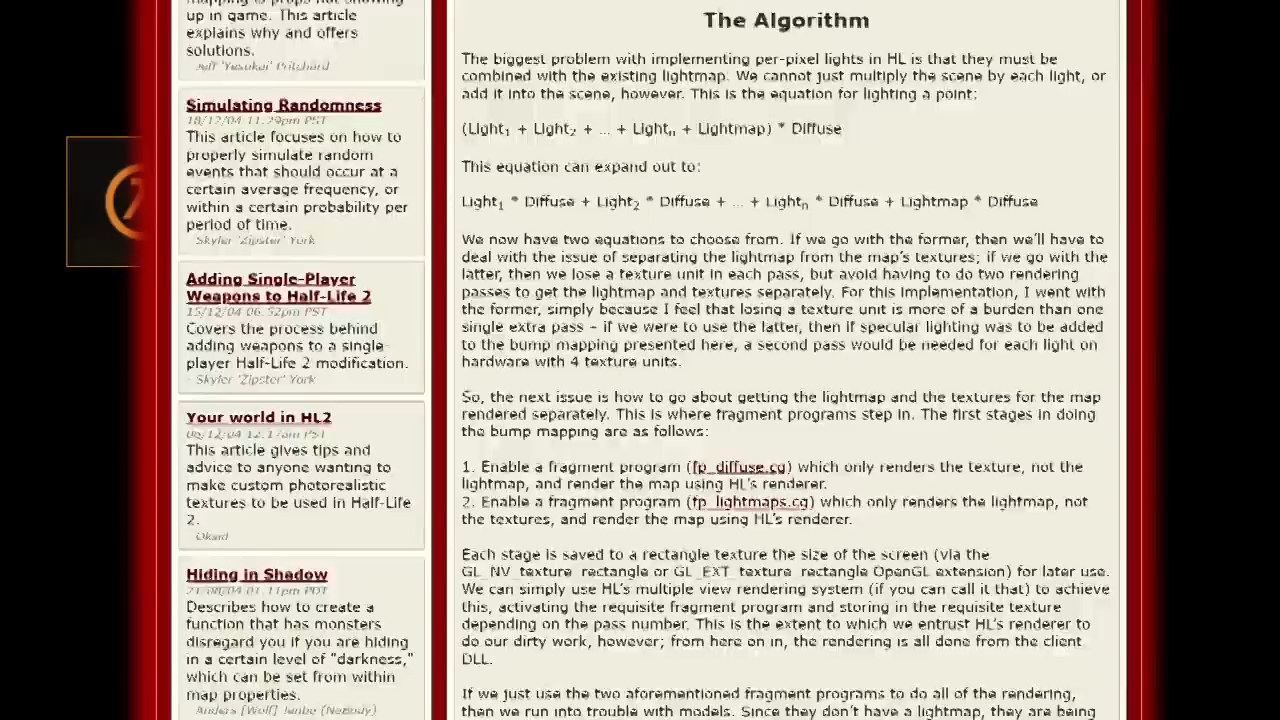 mapping to props not showing
up in game. This article
explains why and offers
solutions.
Simulating Randomness
18/12/04 11.29pm PST
This article focuses on how to
properly simulate random
events that should occur at a
certain average frequency, or
within a certain probability per
period of time.
Skyler 'Zipster' York
Adding Single-Player
Weapons to Half-Life 2
15/12/04 06.52pm PST
Covers the process behind
adding weapons to a single-
player Half-Life 2 modification.
- Skyler 'Zipster' York
Your world in HL2
06/12/04 12.17am PST
This article gives tips and
advice to anyone wanting to
make custom photorealistic
textures to be used in Half-Life
2.
Hiding in Shadow
01.11pm PDT
Describes how to create a
function that has monsters
disregard you if you are hiding
in a certain level of "darkness,"
which can be set from within
map properties.
The Algorithm
The biggest problem with implementing per-pixel lights in HL is that they must be
combined with the existing lightmap. We cannot just multiply the scene by each light, or
add it into the scene, however. This is the equation for lighting a point:
(Light₁ + Light₂ + ... + Lightₙ + Lightmap) * Diffuse
This equation can expand out to:
Light₁ * Diffuse + Light₂ * Diffuse + ... + Lightₙ * Diffuse + Lightmap * Diffuse
We now have two equations to choose from. If we go with the former, then we'll have to
deal with the issue of separating the lightmap from the map's textures; if we go with the
latter, then we lose a texture unit in each pass, but avoid having to do two rendering
passes to get the lightmap and textures separately. For this implementation, I went with
the former, simply because I feel that losing a texture unit is more of a burden than one
single extra pass – if we were to use the latter, then if specular lighting was to be added
to the bump mapping presented here, a second pass would be needed for each light on
hardware with 4 texture units.
So, the next issue is how to go about getting the lightmap and the textures for the map
rendered separately. This is where fragment programs step in. The first stages in doing
the bump mapping are as follows:
1. Enable a fragment program (fp_diffuse.cg) which only renders the texture, not the
lightmap, and render the map using HL's renderer.
2. Enable a fragment program (fp_lightmaps.cg) which only renders the lightmap, not
the textures, and render the map using HL's renderer.
Each stage is saved to a rectangle texture the size of the screen (via the
GL_NV_texture_rectangle or GL_EXT_texture_rectangle OpenGL extension) for later use.
We can simply use HL's multiple view rendering system (if you can call it that) to achieve
this, activating the requisite fragment program and storing in the requisite texture
depending on the pass number. This is the extent to which we entrust HL's renderer to
do our dirty work, however; from here on in, the rendering is all done from the client
DLL.
If we just use the two aforementioned fragment programs to do all of the rendering,
then we run into trouble with models. Since they don't have a lightmap, they are being